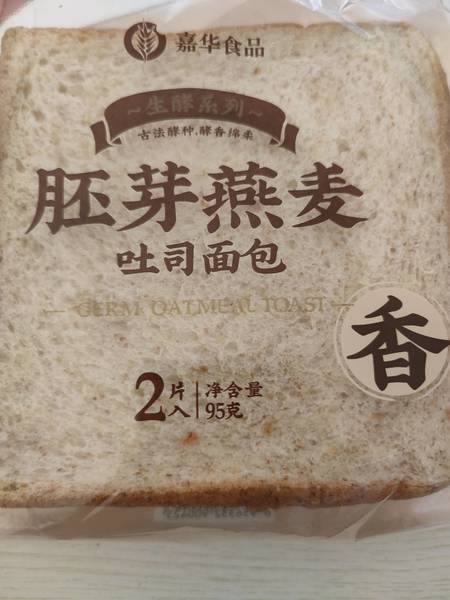 嘉华食品
~生酵系列~
古法酵种,酵香绵柔
胚芽燕麦
吐司面包
GERM OATMEAL TOAST
香
2片入
净含量
95克